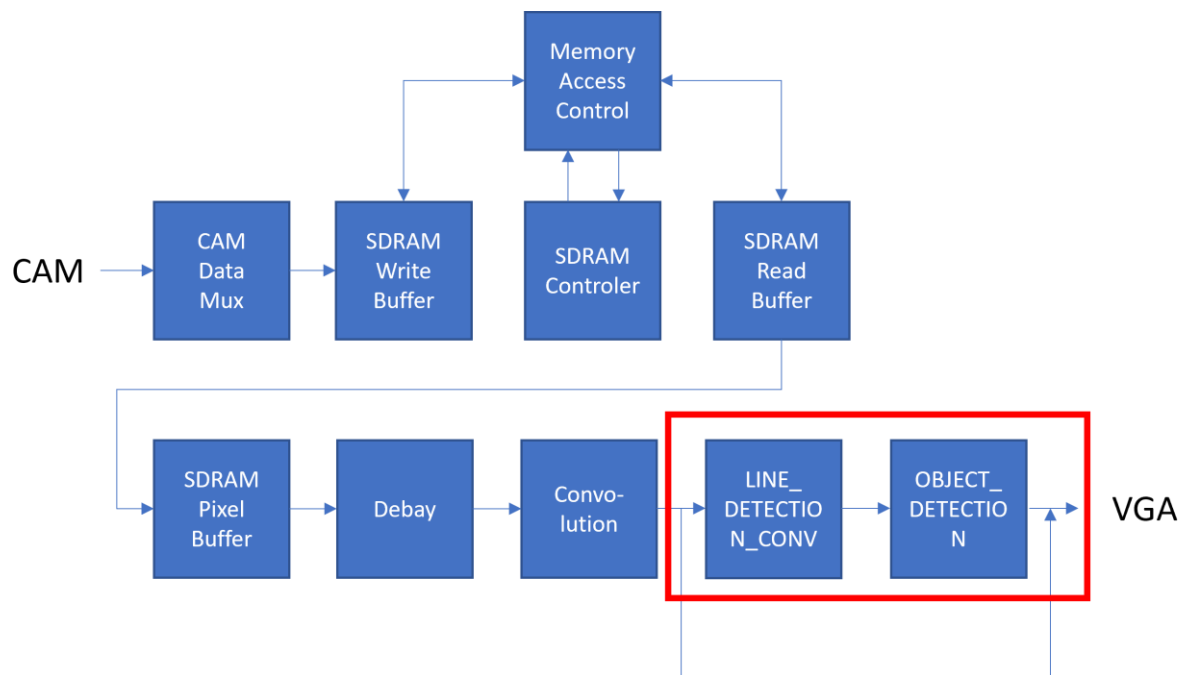 Memory
Access
Control
CAM
CAM
Data
Mux
SDRAM
Write
Buffer
SDRAM
Controler
SDRAM
Read
Buffer
SDRAM
Pixel
Buffer
Debay
Convo-
lution
LINE_
DETECTIO
N_CONV
OBJECT_
DETECTIO
N
VGA